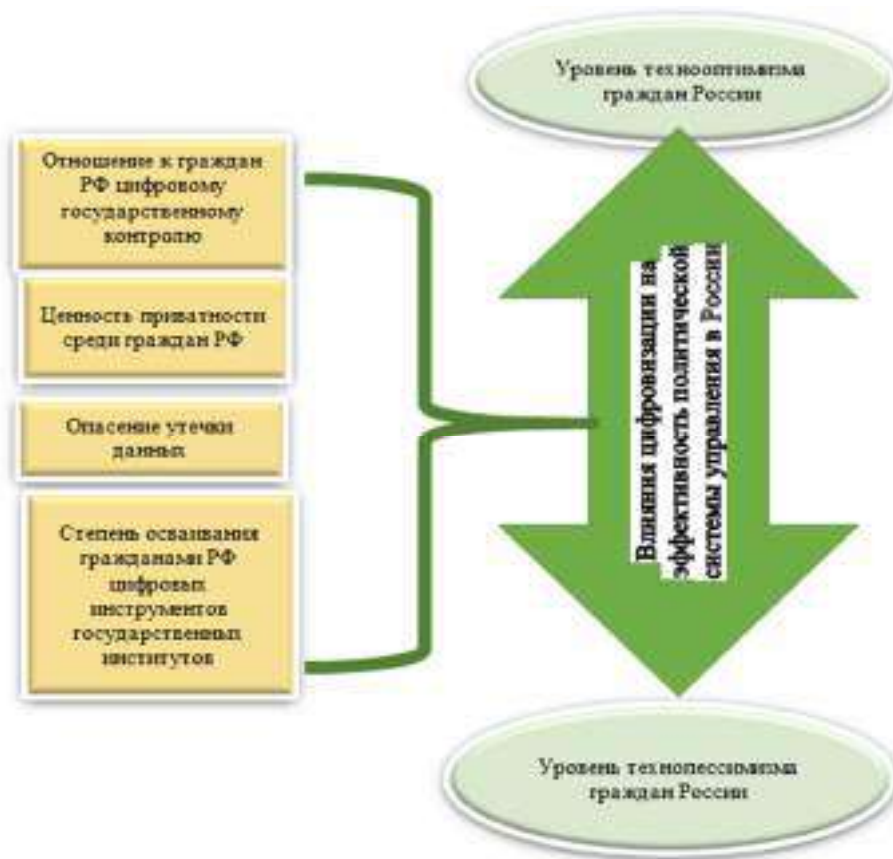 Уровень технооптимизма
граждан России
Отношение к граждан
РФ цифровому
государственному
контролю
Ценность приватности
среди граждан РФ
Опасение утечки
данных
Степень осваивания
гражданами РФ
цифровых
инструментов
государственных
институтов
Влияния цифровизации на
эффективность политической
системы управления в России
Уровень технопессимизма
граждан России